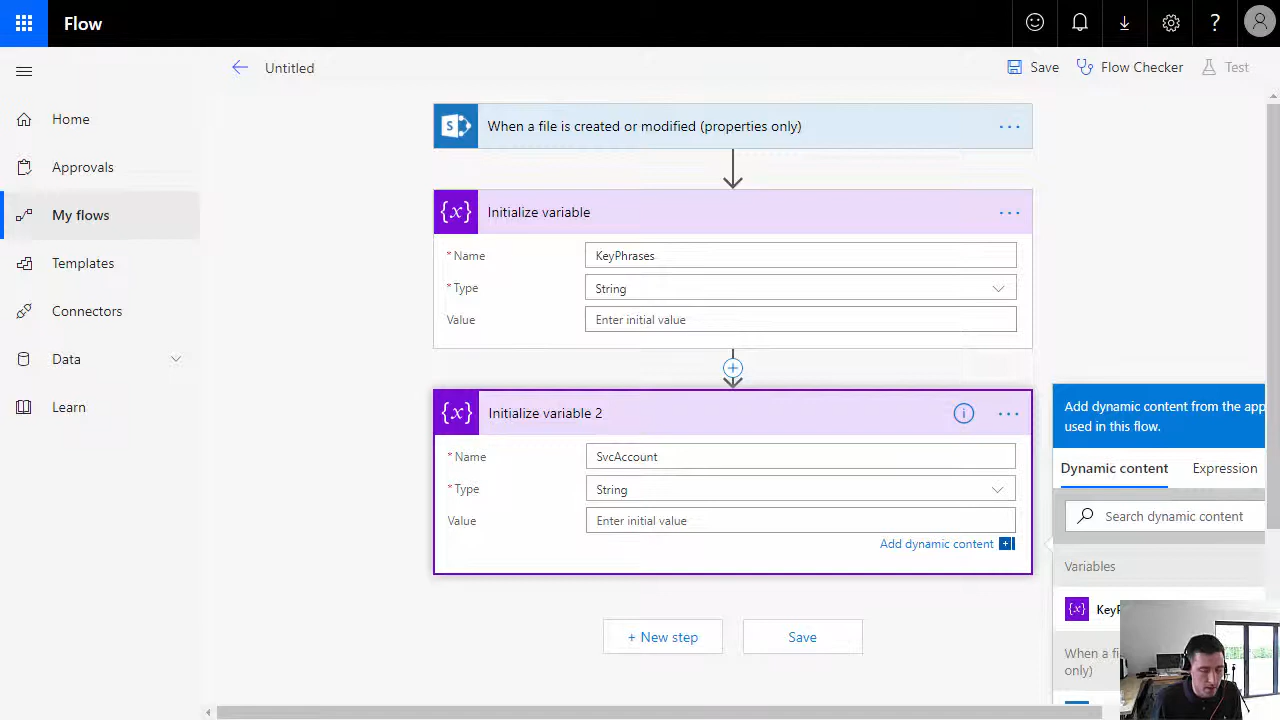 Flow
?
Untitled
Save
Flow Checker
Test
Home
Approvals
My flows
Templates
Connectors
Data
Learn
S
When a file is created or modified (properties only)
...
{x}
Initialize variable
...
* Name
KeyPhrases
* Type
String
Value
Enter initial value
+
{x}
Initialize variable 2
i
...
* Name
SvcAccount
* Type
String
Value
Enter initial value
Add dynamic content +
+ New step
Save
Add dynamic content from the app
used in this flow.
Dynamic content
Expression
Search dynamic content
Variables
{x}
When a fi
only)